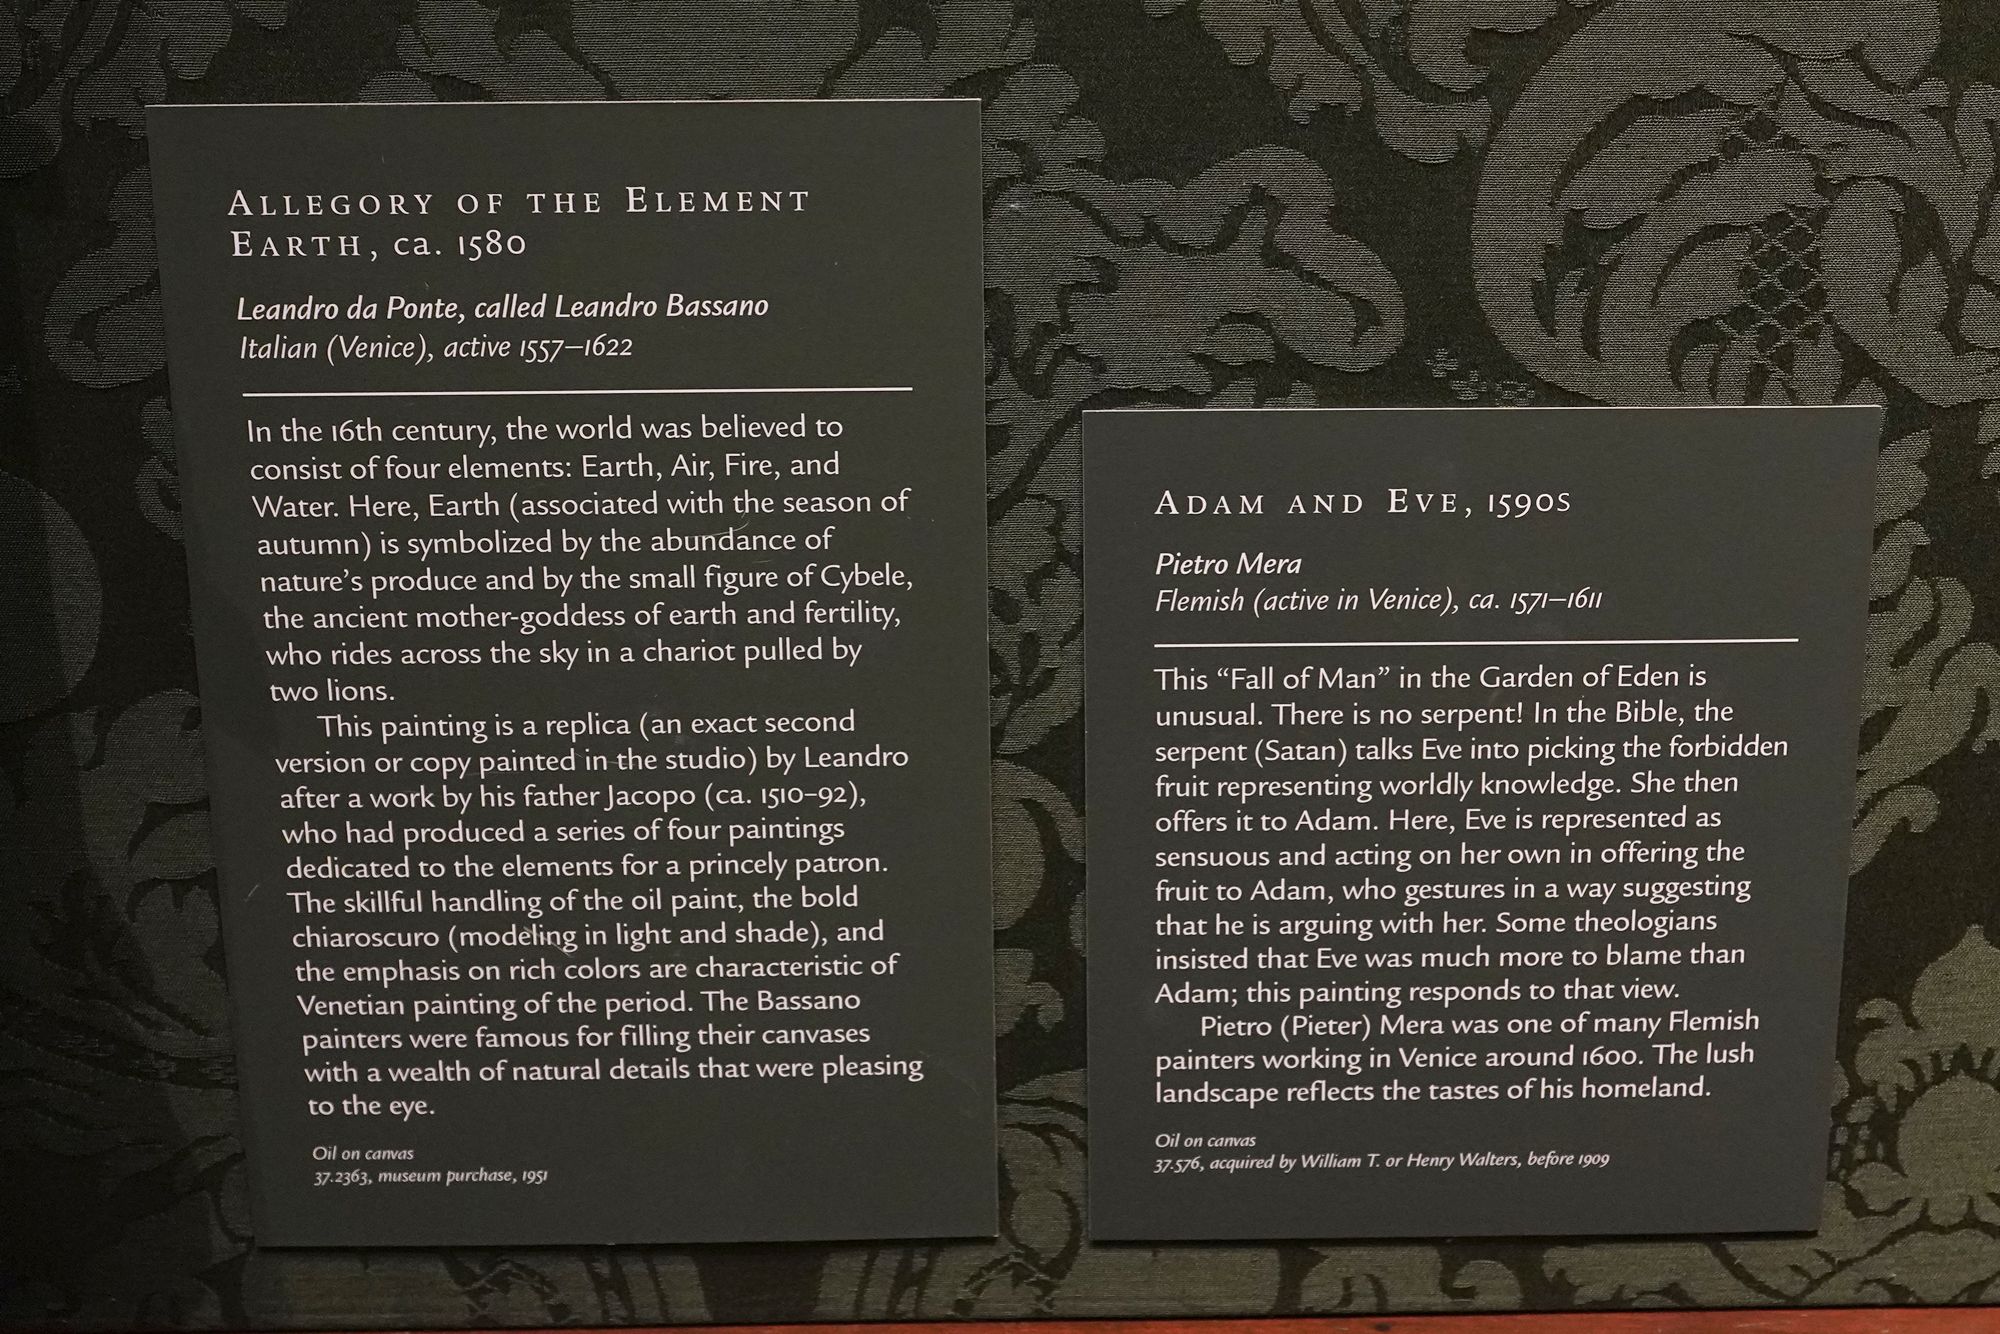 ALLEGORY OF THE ELEMENT
EARTH, ca. 1580
Leandro da Ponte, called Leandro Bassano
Italian (Venice), active 1557–1622
In the 16th century, the world was believed to
consist of four elements: Earth, Air, Fire, and
Water. Here, Earth (associated with the season of
autumn) is symbolized by the abundance of
nature's produce and by the small figure of Cybele,
the ancient mother-goddess of earth and fertility,
who rides across the sky in a chariot pulled by
two lions.
This painting is a replica (an exact second
version or copy painted in the studio) by Leandro
after a work by his father Jacopo (ca. 1510–92),
who had produced a series of four paintings
dedicated to the elements for a princely patron.
The skillful handling of the oil paint, the bold
chiaroscuro (modeling in light and shade), and
the emphasis on rich colors are characteristic of
Venetian painting of the period. The Bassano
painters were famous for filling their canvases
with a wealth of natural details that were pleasing
to the eye.
Oil on canvas
37.2363, museum purchase, 1951
ADAM AND EVE, 1590s
Pietro Mera
Flemish (active in Venice), ca. 1571–1611
This “Fall of Man” in the Garden of Eden is
unusual. There is no serpent! In the Bible, the
serpent (Satan) talks Eve into picking the forbidden
fruit representing worldly knowledge. She then
offers it to Adam. Here, Eve is represented as
sensuous and acting on her own in offering the
fruit to Adam, who gestures in a way suggesting
that he is arguing with her. Some theologians
insisted that Eve was much more to blame than
Adam; this painting responds to that view.
Pietro (Pieter) Mera was one of many Flemish
painters working in Venice around 1600. The lush
landscape reflects the tastes of his homeland.
Oil on canvas
37.576, acquired by William T. or Henry Walters, before 1909